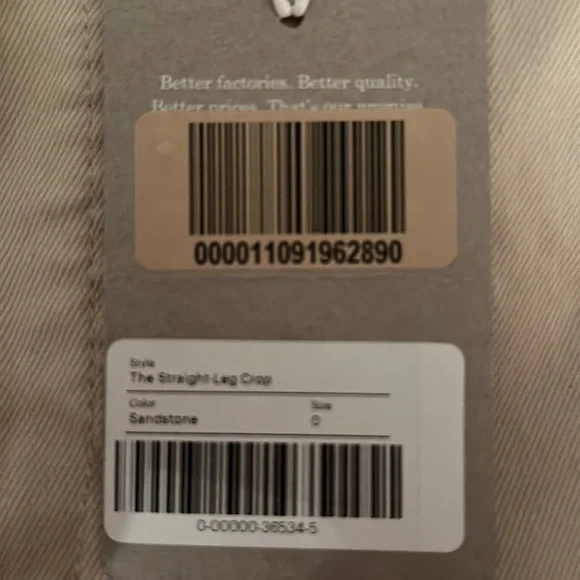 Better factories. Better quality.
Better prices. That's our promise.
000011091962890
Style
The Straight-Leg Crop
Color
Size
Sandstone
0
0-00000-36534-5